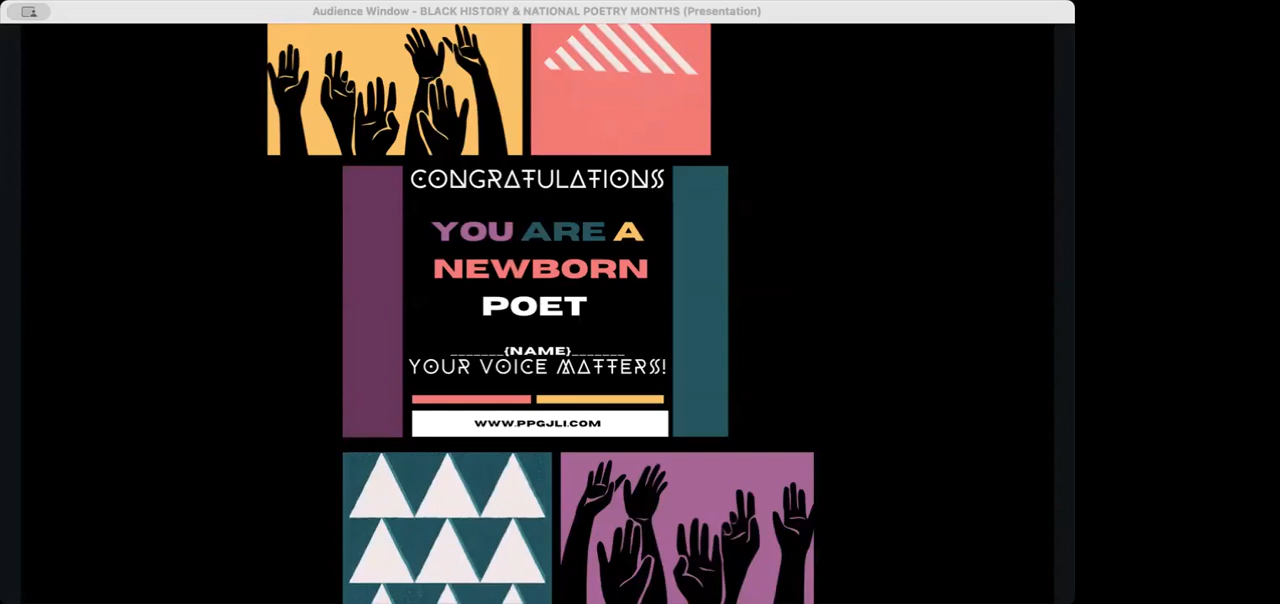 Audience Window - BLACK HISTORY & NATIONAL POETRY MONTHS (Presentation)
CONGRATULATIONS
YOU ARE A
NEWBORN
POET
_______{NAME}_______
YOUR VOICE MATTERS!
WWW.PPGJLI.COM